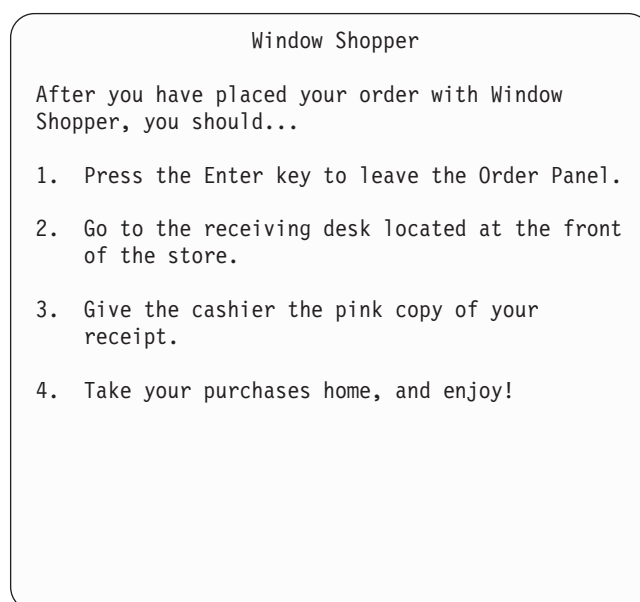 Window Shopper
After you have placed your order with Window
Shopper, you should...
1. Press the Enter key to leave the Order Panel.
2. Go to the receiving desk located at the front
of the store.
3. Give the cashier the pink copy of your
receipt.
4. Take your purchases home, and enjoy!